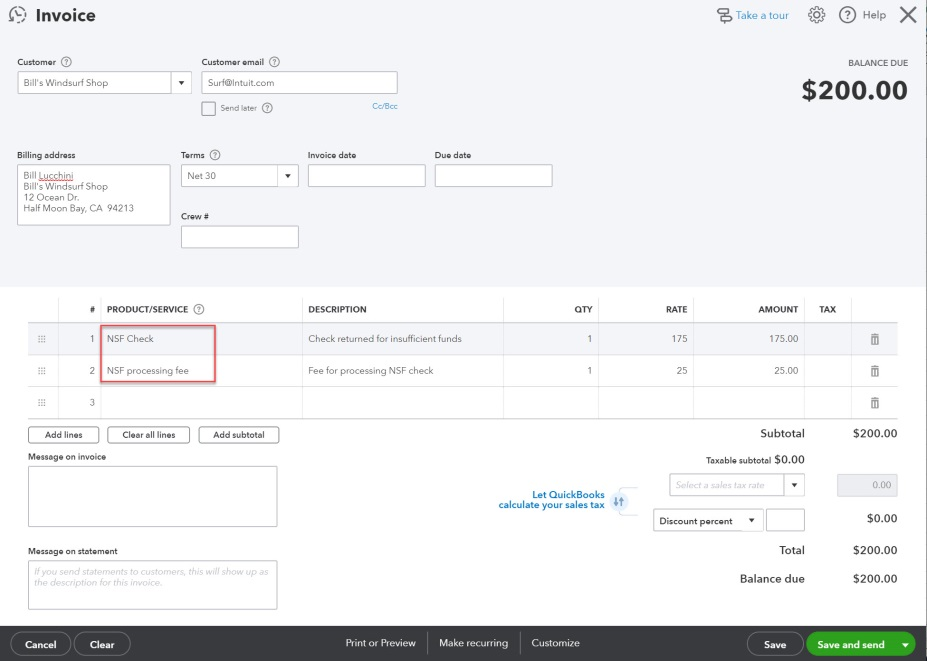 Invoice
Take a tour
Help
Customer
Customer email
BALANCE DUE
Bill's Windsurf Shop
Surf@Intuit.com
$200.00
Send later
Cc/Bcc
Billing address
Terms
Invoice date
Due date
Bill Lucchini
Bill's Windsurf Shop
12 Ocean Dr.
Half Moon Bay, CA 94213
Net 30
Crew #
# PRODUCT/SERVICE DESCRIPTION QTY RATE AMOUNT TAX
1 NSF Check Check returned for insufficient funds 1 175 175.00
2 NSF processing fee Fee for processing NSF check 1 25 25.00
3
Add lines Clear all lines Add subtotal
Subtotal $200.00
Message on invoice
Taxable subtotal $0.00
Select a sales tax rate 0.00
Let QuickBooks
calculate your sales tax
Discount percent $0.00
Message on statement
Total $200.00
If you send statements to customers, this will show up as
the description for this invoice.
Balance due $200.00
Cancel Clear Print or Preview Make recurring Customize Save Save and send